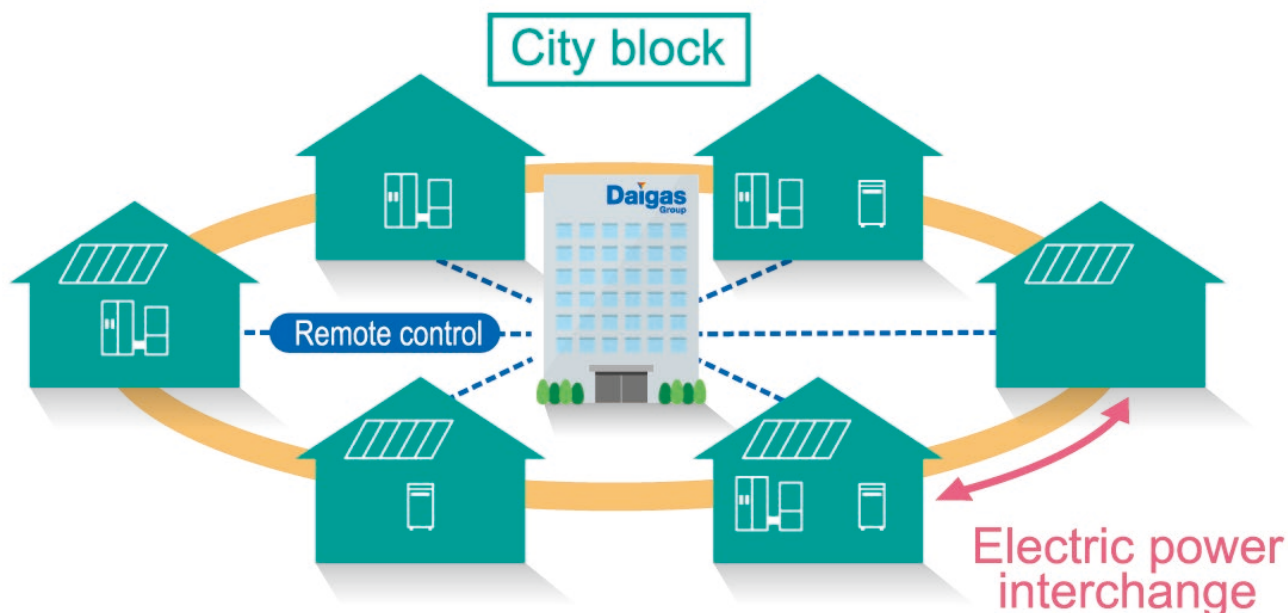 City block
Daigas
Group
Remote control
Electric power
interchange